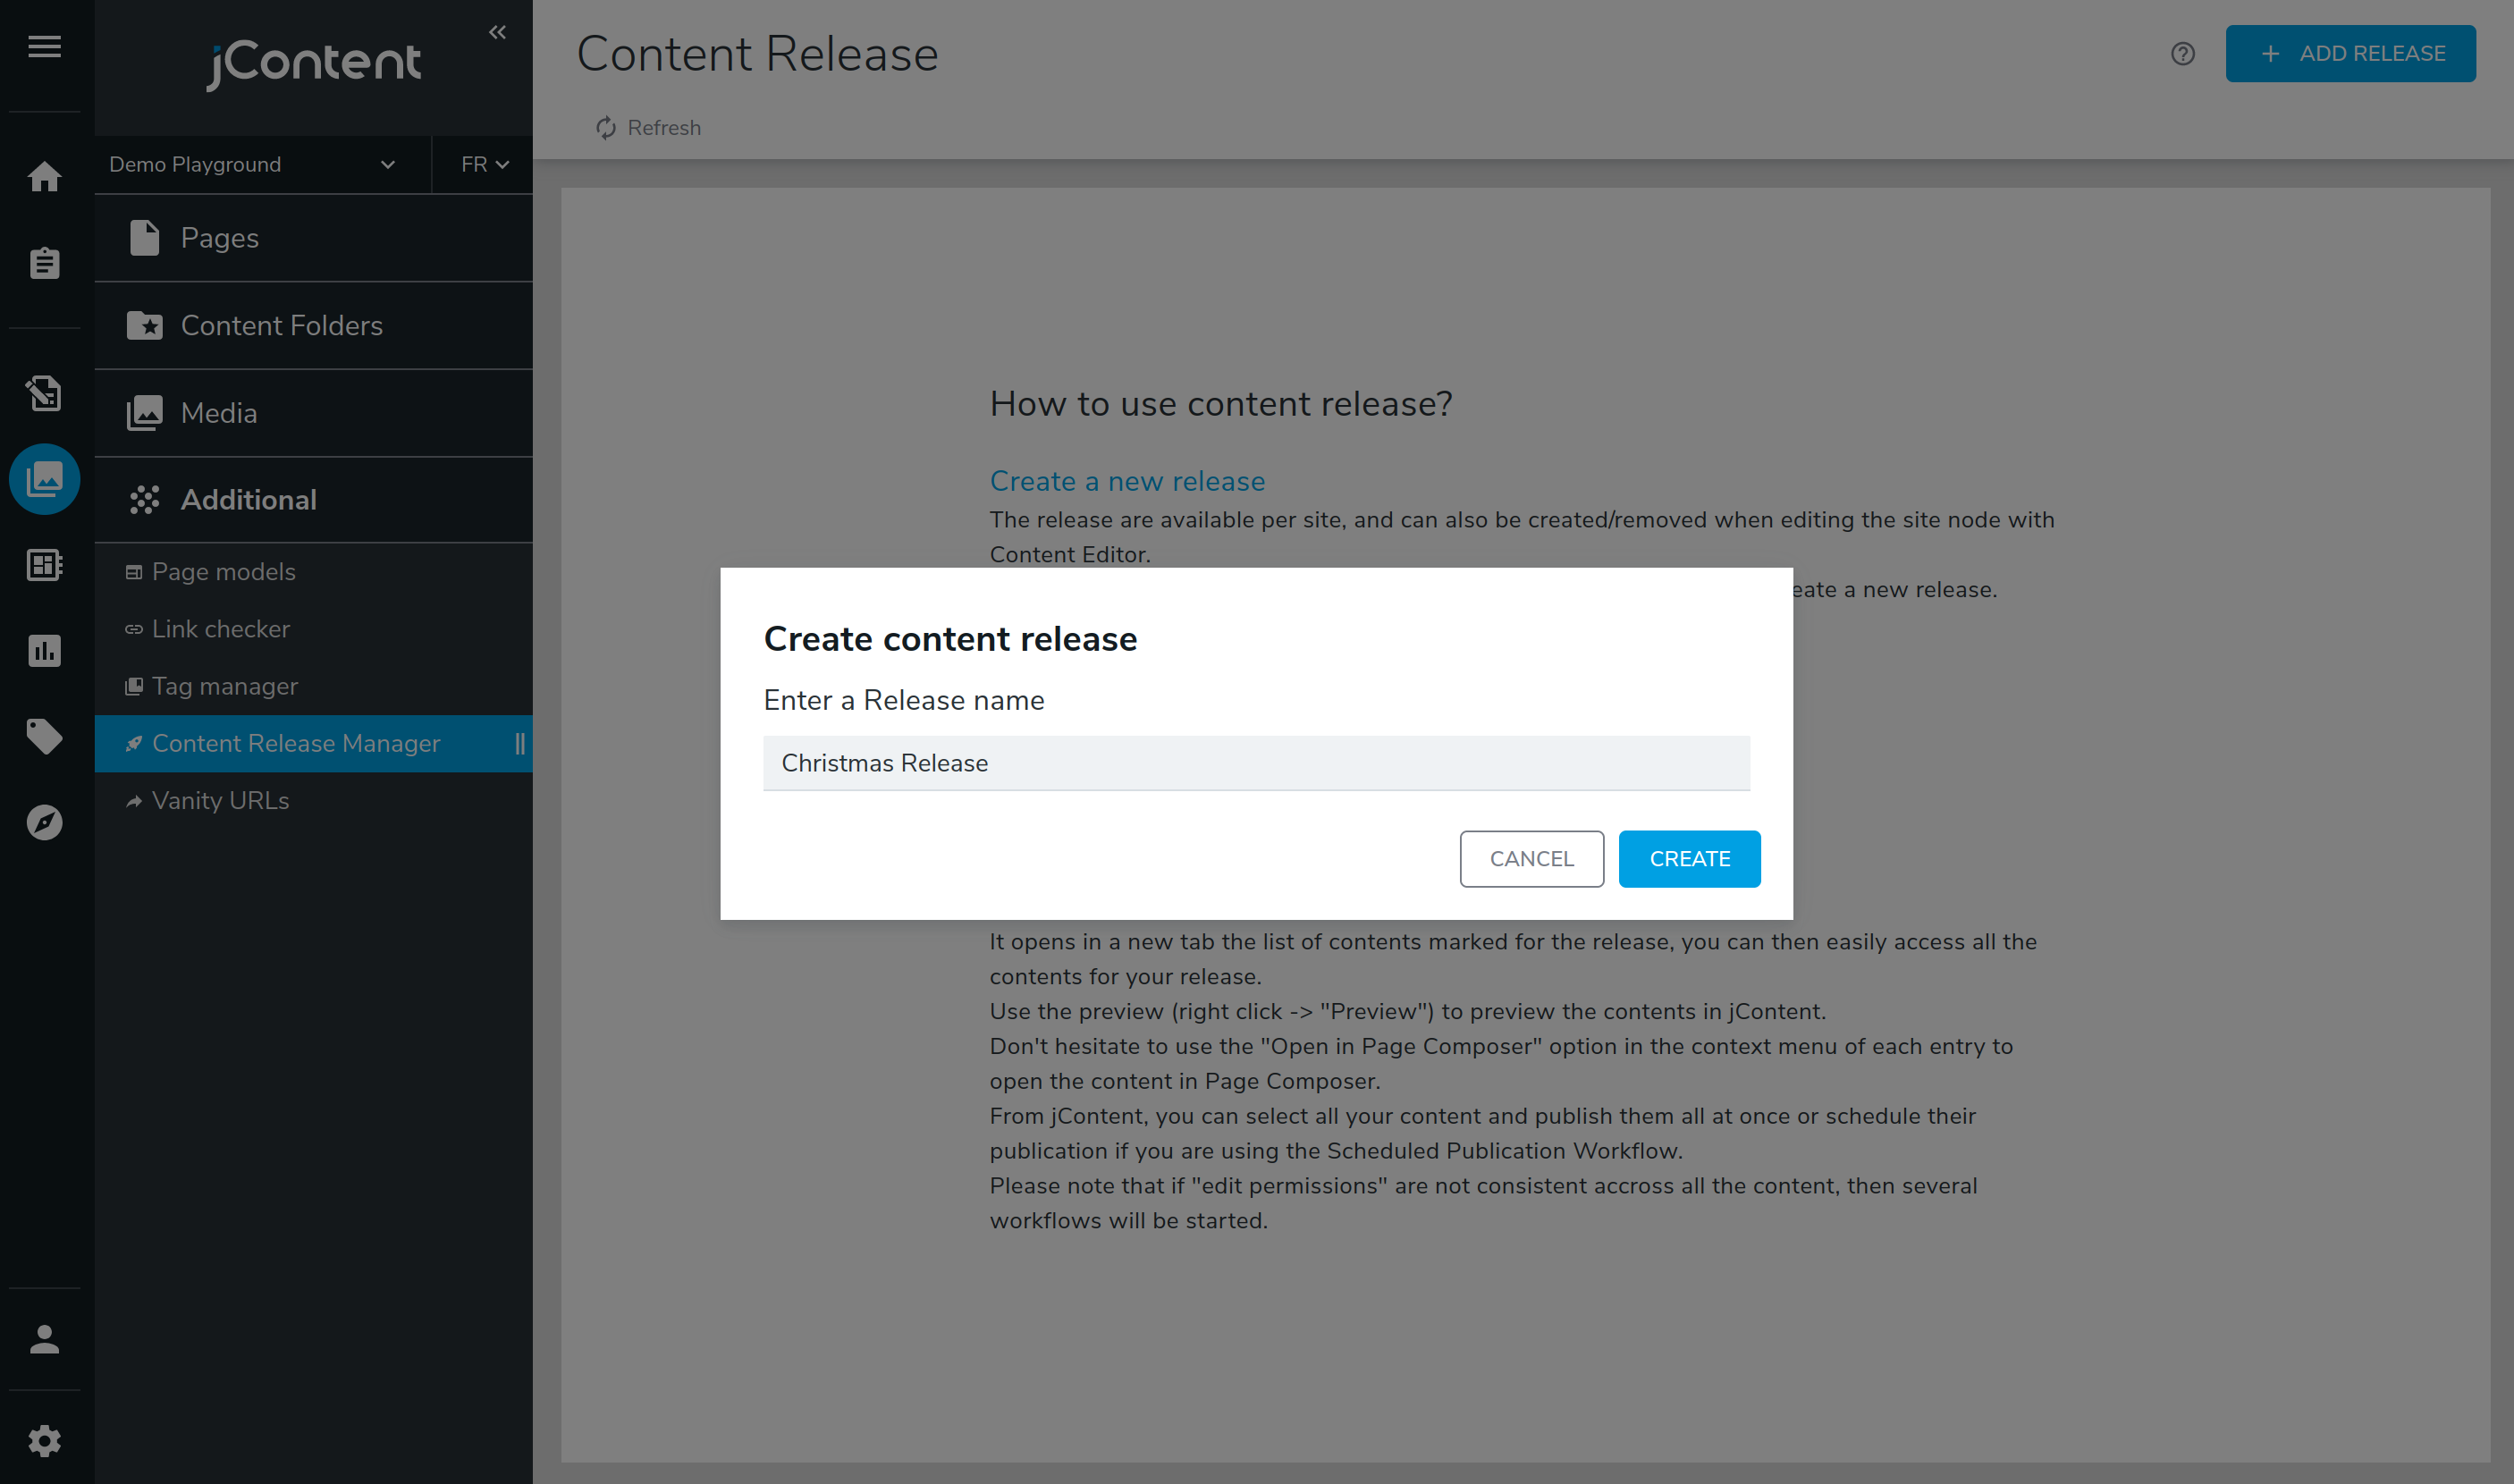 jContent
Demo Playground
FR
Pages
Content Folders
Media
Additional
Page models
Link checker
Tag manager
Content Release Manager
Vanity URLs
Content Release
ADD RELEASE
Refresh
How to use content release?
Create a new release
The release are available per site, and can also be created/removed when editing the site node with
Content Editor.
eate a new release.
Create content release
Enter a Release name
Christmas Release
CANCEL
CREATE
It opens in a new tab the list of contents marked for the release, you can then easily access all the
contents for your release.
Use the preview (right click -> "Preview") to preview the contents in jContent.
Don't hesitate to use the "Open in Page Composer" option in the context menu of each entry to
open the content in Page Composer.
From jContent, you can select all your content and publish them all at once or schedule their
publication if you are using the Scheduled Publication Workflow.
Please note that if "edit permissions" are not consistent accross all the content, then several
workflows will be started.